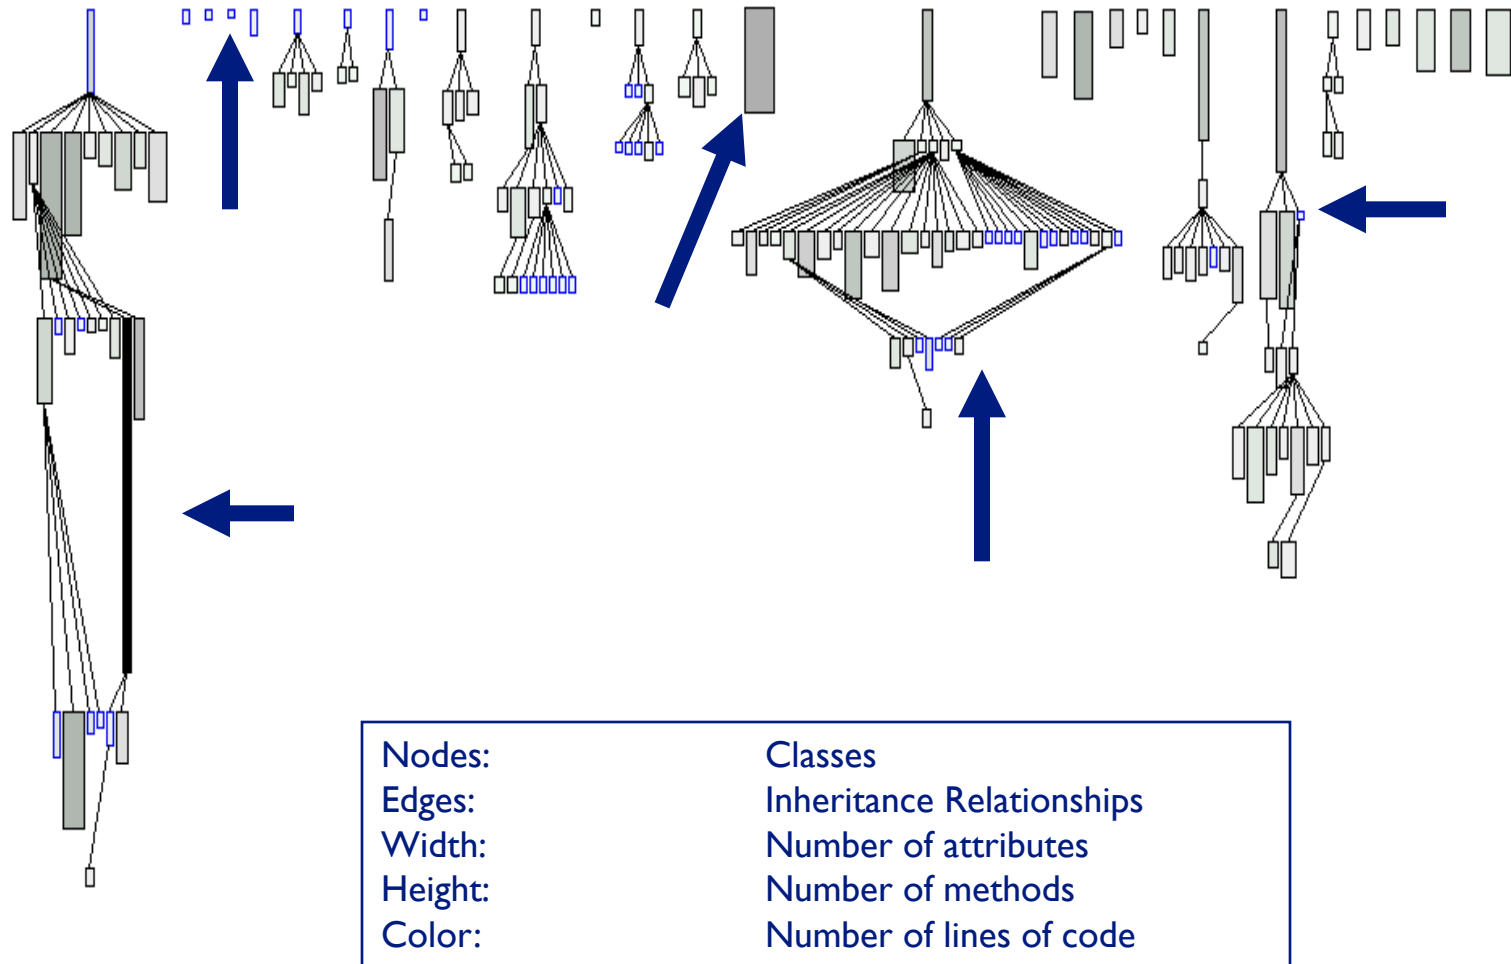 Nodes: Classes
Edges: Inheritance Relationships
Width: Number of attributes
Height: Number of methods
Color: Number of lines of code